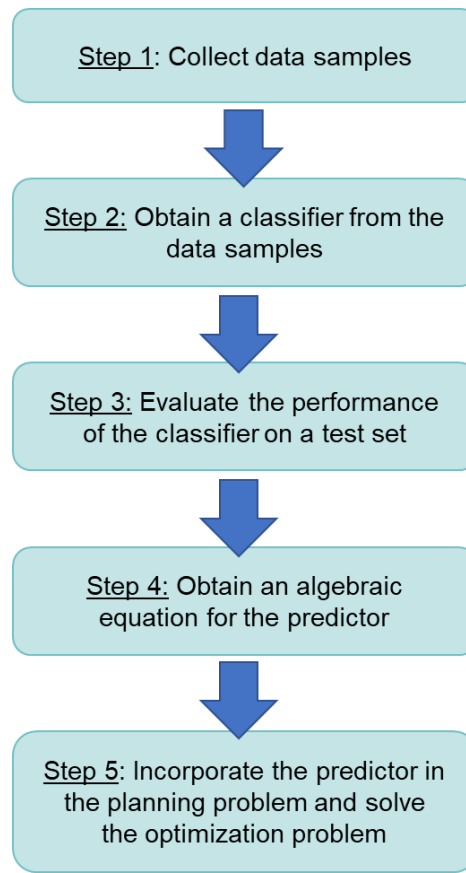 Step 1: Collect data samples
Step 2: Obtain a classifier from the
data samples
Step 3: Evaluate the performance
of the classifier on a test set
Step 4: Obtain an algebraic
equation for the predictor
Step 5: Incorporate the predictor in
the planning problem and solve
the optimization problem